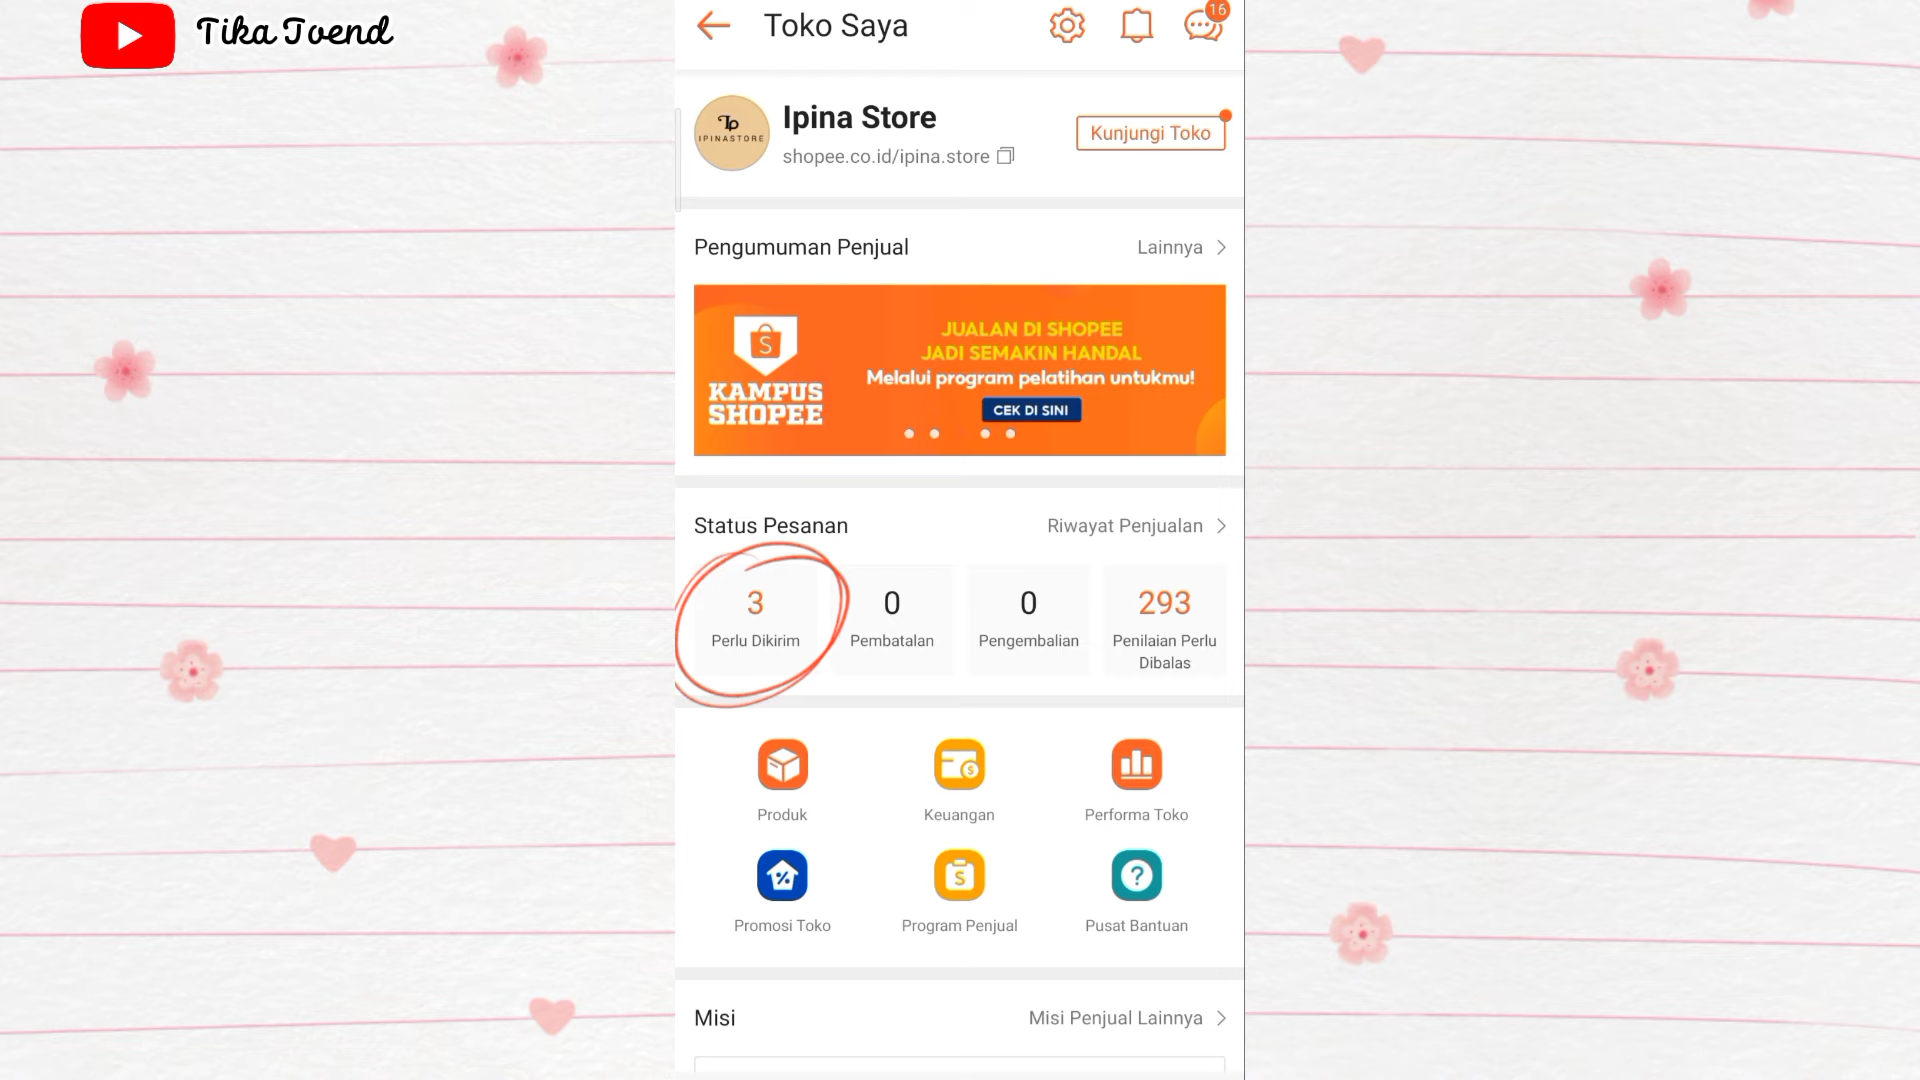 Tika Tvend
Toko Saya
16
Ip
IPINASTORE
Ipina Store
shopee.co.id/ipina.store
Kunjungi Toko
Pengumuman Penjual
Lainnya
S
KAMPUS
SHOPEE
JUALAN DI SHOPEE
JADI SEMAKIN HANDAL
Melalui program pelatihan untukmu!
CEK DI SINI
Status Pesanan
Riwayat Penjualan
3
Perlu Dikirim
0
Pembatalan
0
Pengembalian
293
Penilaian Perlu
Dibalas
Produk
Keuangan
Performa Toko
Promosi Toko
Program Penjual
Pusat Bantuan
Misi
Misi Penjual Lainnya